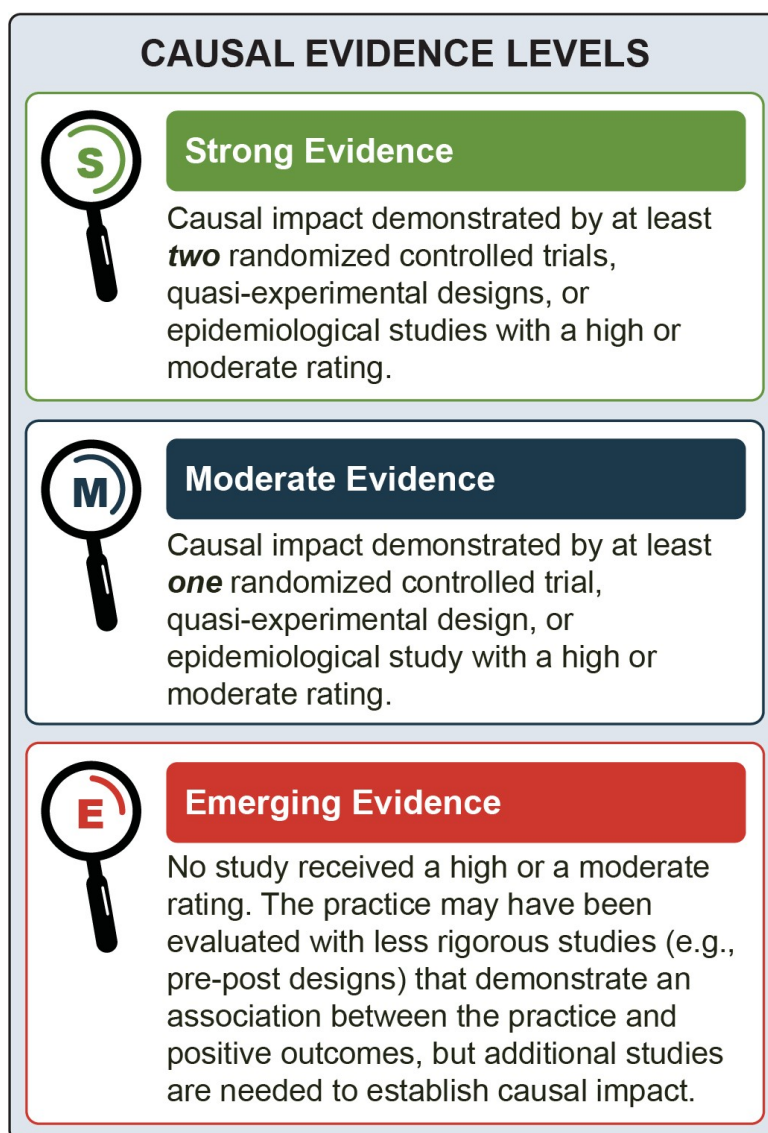 CAUSAL EVIDENCE LEVELS
S
Strong Evidence
Causal impact demonstrated by at least
two randomized controlled trials,
quasi-experimental designs, or
epidemiological studies with a high or
moderate rating.
M
Moderate Evidence
Causal impact demonstrated by at least
one randomized controlled trial,
quasi-experimental design, or
epidemiological study with a high or
moderate rating.
E
Emerging Evidence
No study received a high or a moderate
rating. The practice may have been
evaluated with less rigorous studies (e.g.,
pre-post designs) that demonstrate an
association between the practice and
positive outcomes, but additional studies
are needed to establish causal impact.